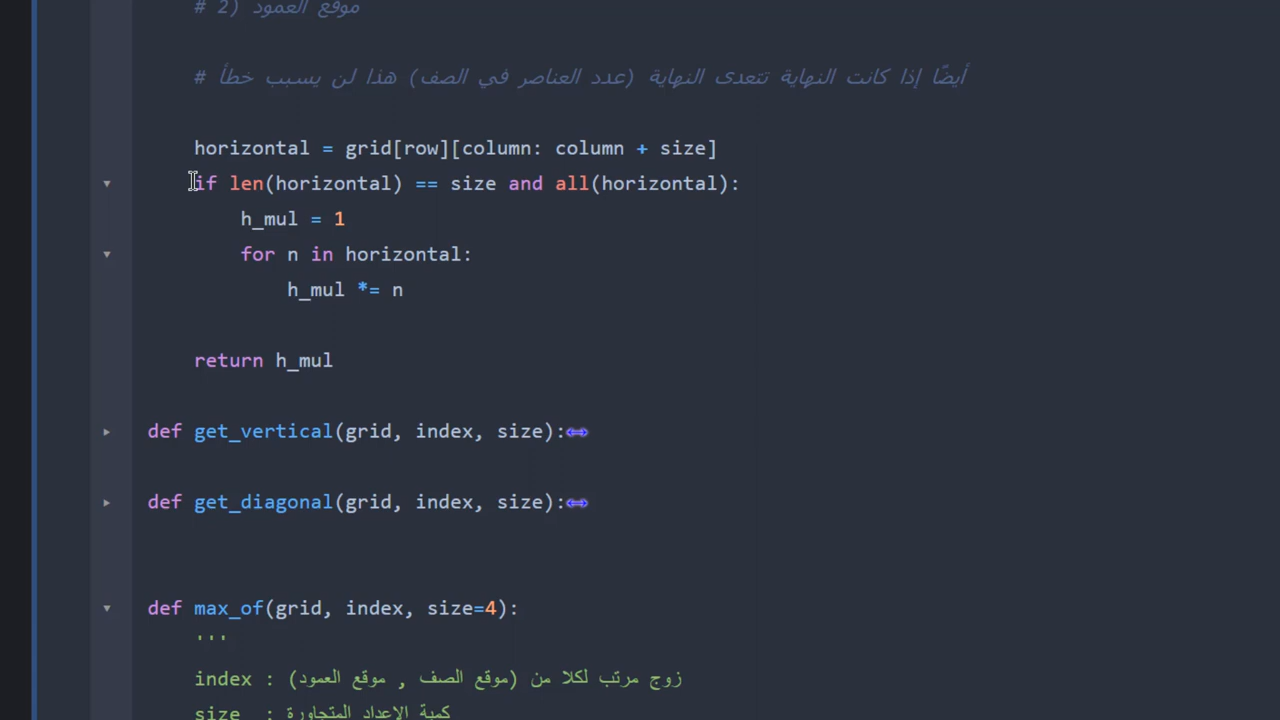 # موقع العمود (2
# أيضًا إذا كانت النهاية تتعدى النهاية (عدد العناصر في الصف) هذا لن يسبب خطأ
horizontal = grid[row][column: column + size]
if len(horizontal) == size and all(horizontal):
h_mul = 1
for n in horizontal:
h_mul *= n
return h_mul
def get_vertical(grid, index, size):
def get_diagonal(grid, index, size):
def max_of(grid, index, size=4):
'''
index : زوج مرتب لكلا من (موقع الصف , موقع العمود)
size : كمية الاعداد المتجاورة